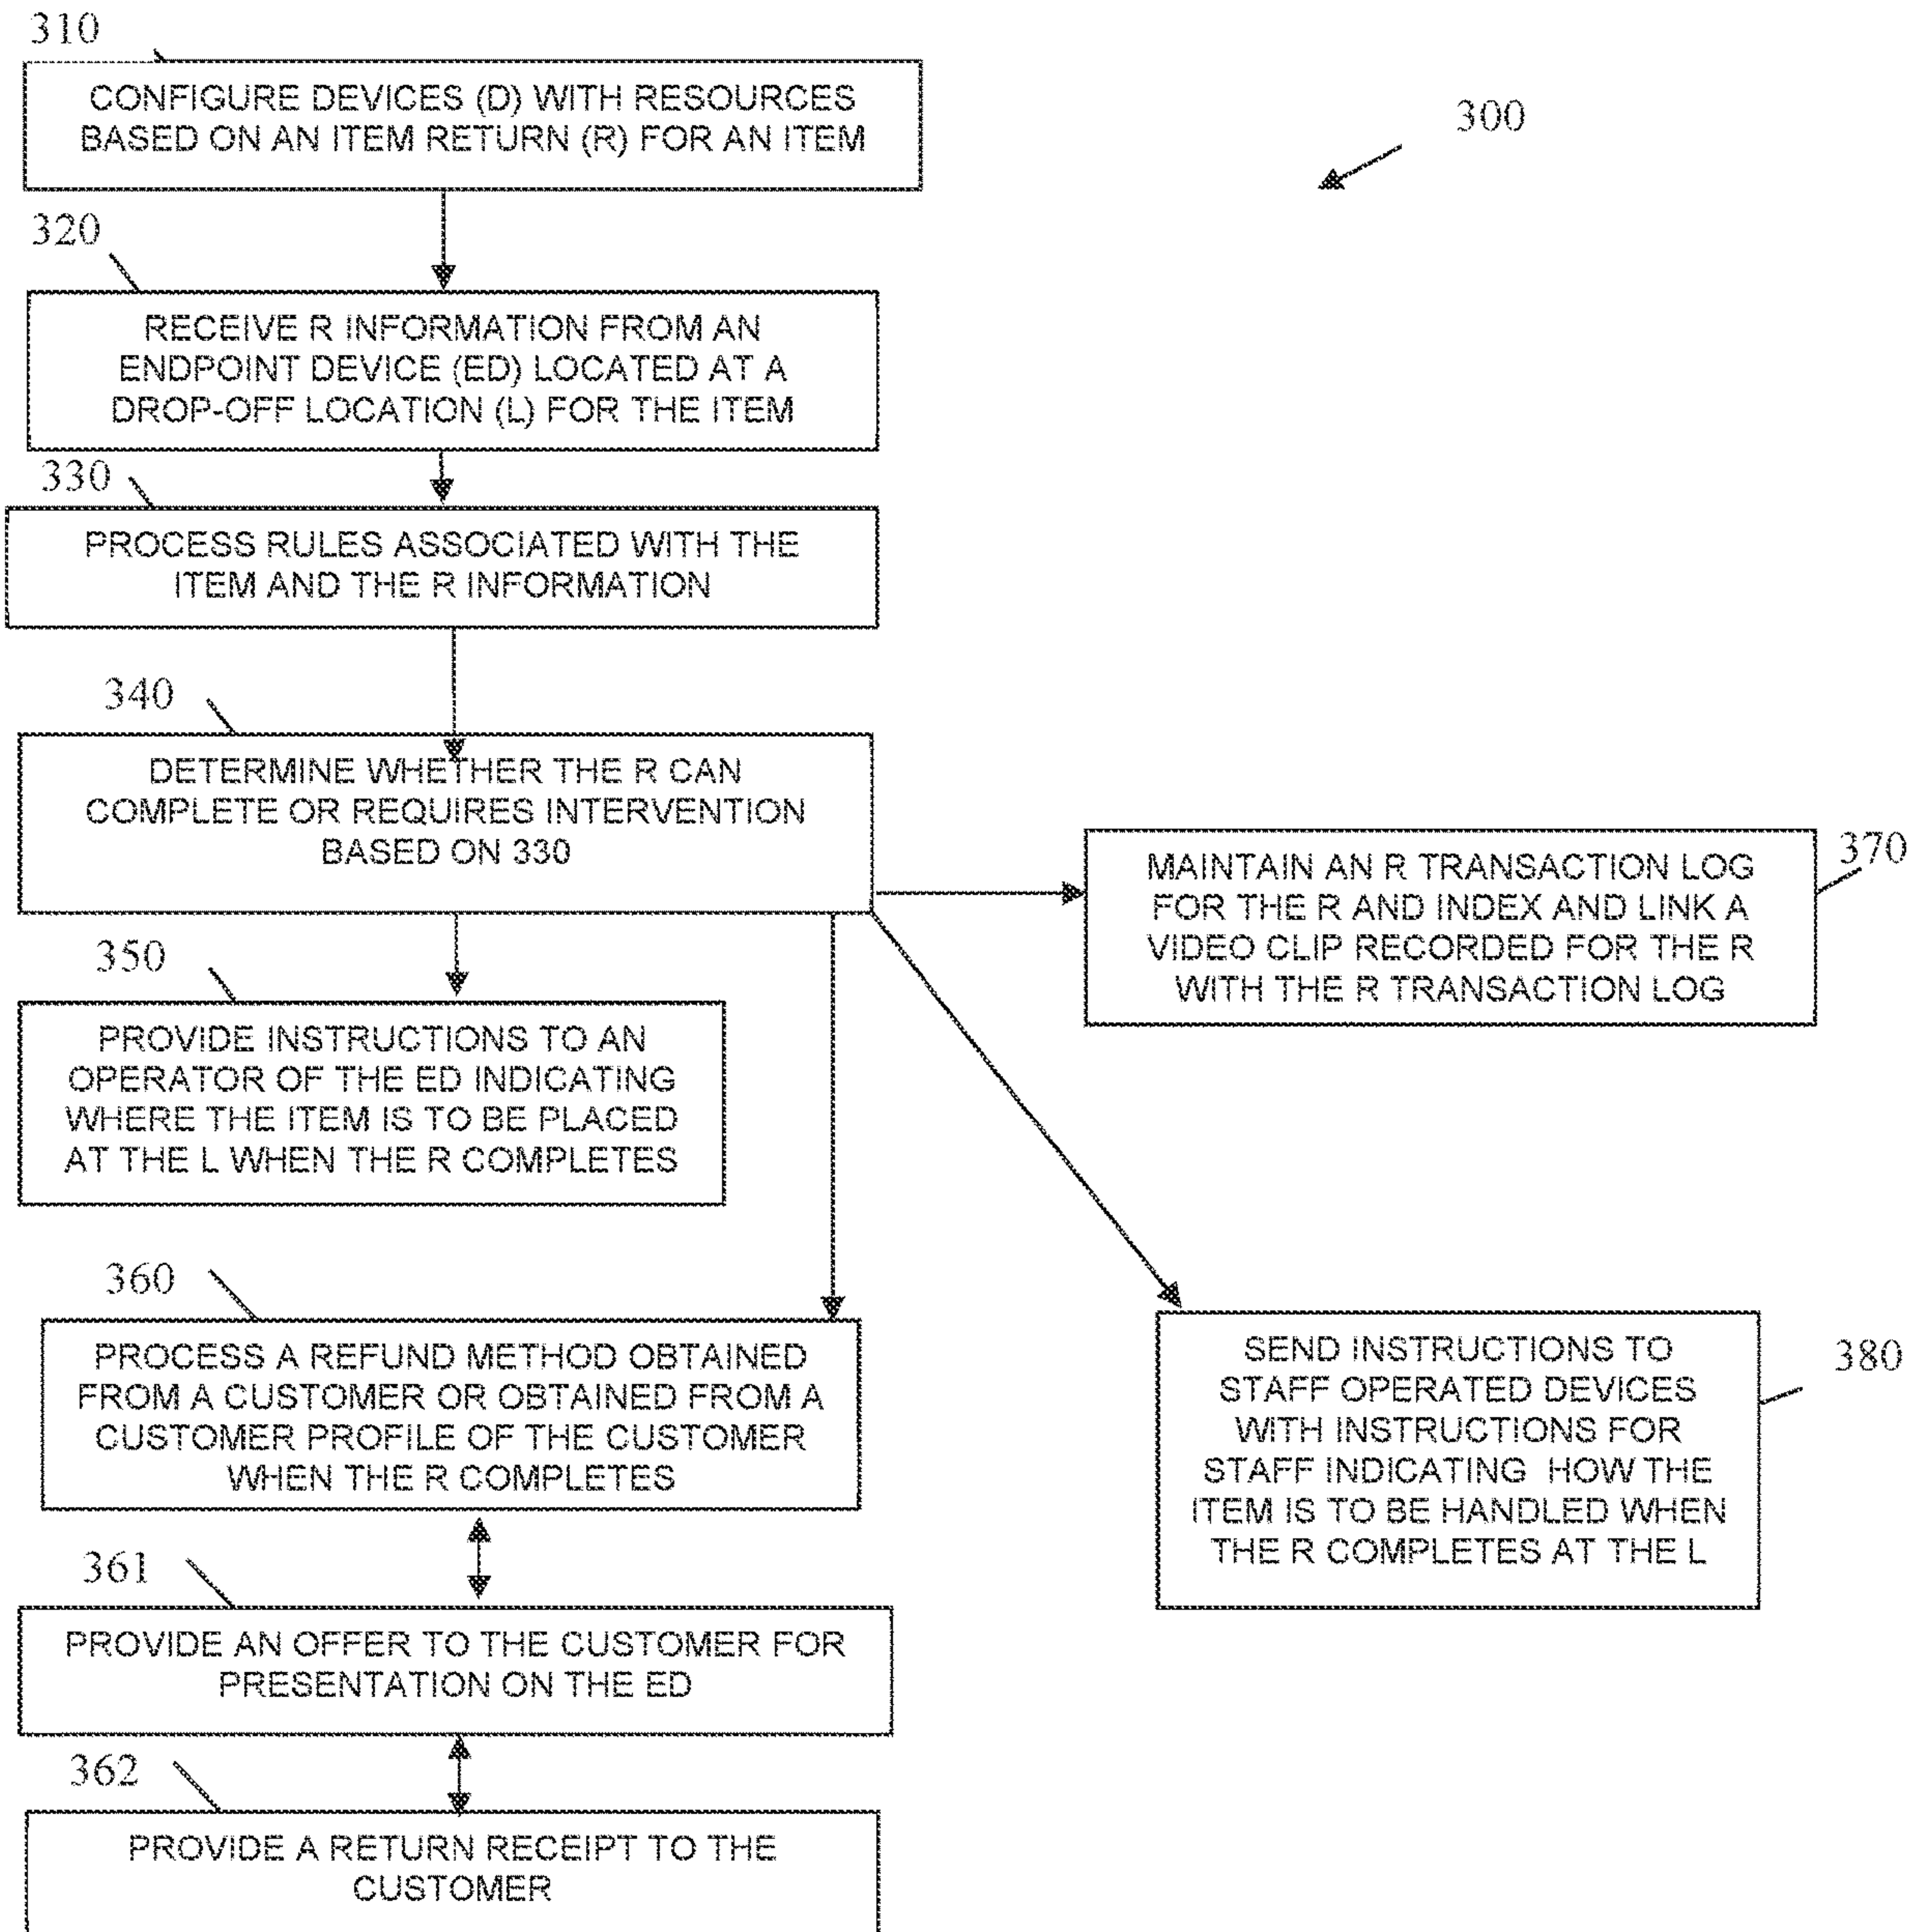 310
CONFIGURE DEVICES (D) WITH RESOURCES
BASED ON AN ITEM RETURN (R) FOR AN ITEM
300
320
RECEIVE R INFORMATION FROM AN
ENDPOINT DEVICE (ED) LOCATED AT A
DROP-OFF LOCATION (L) FOR THE ITEM
330
PROCESS RULES ASSOCIATED WITH THE
ITEM AND THE R INFORMATION
340
DETERMINE WHETHER THE R CAN
COMPLETE OR REQUIRES INTERVENTION
BASED ON 330
370
MAINTAIN AN R TRANSACTION LOG
FOR THE R AND INDEX AND LINK A
VIDEO CLIP RECORDED FOR THE R
WITH THE R TRANSACTION LOG
350
PROVIDE INSTRUCTIONS TO AN
OPERATOR OF THE ED INDICATING
WHERE THE ITEM IS TO BE PLACED
AT THE L WHEN THE R COMPLETES
360
PROCESS A REFUND METHOD OBTAINED
FROM A CUSTOMER OR OBTAINED FROM A
CUSTOMER PROFILE OF THE CUSTOMER
WHEN THE R COMPLETES
380
SEND INSTRUCTIONS TO
STAFF OPERATED DEVICES
WITH INSTRUCTIONS FOR
STAFF INDICATING HOW THE
ITEM IS TO BE HANDLED WHEN
THE R COMPLETES AT THE L
361
PROVIDE AN OFFER TO THE CUSTOMER FOR
PRESENTATION ON THE ED
362
PROVIDE A RETURN RECEIPT TO THE
CUSTOMER